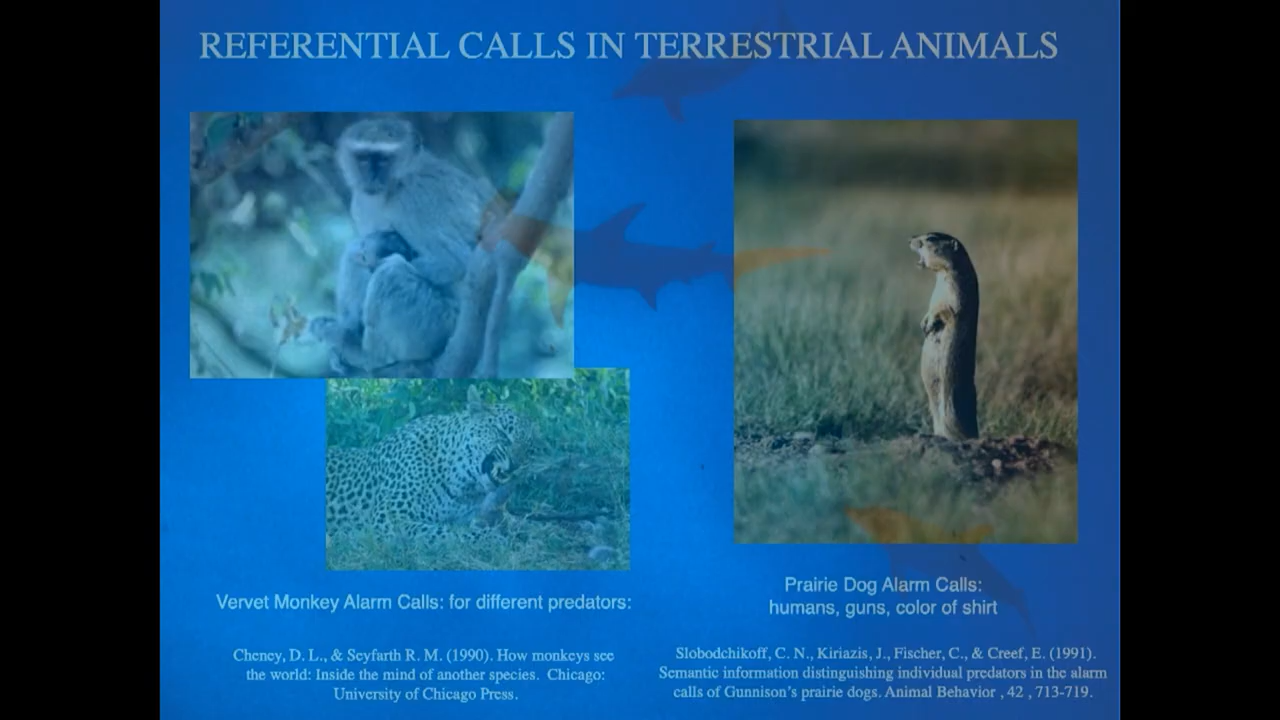 REFERENTIAL CALLS IN TERRESTRIAL ANIMALS
Vervet Monkey Alarm Calls: for different predators:
Cheney, D. L., & Seyfarth R. M. (1990). How monkeys see
the world: Inside the mind of another species. Chicago:
University of Chicago Press.
Prairie Dog Alarm Calls:
humans, guns, color of shirt
Slobodchikoff, C. N., Kiriazis, J., Fischer, C., & Creef, E. (1991).
Semantic information distinguishing individual predators in the alarm
calls of Gunnison's prairie dogs. Animal Behavior , 42 , 713-719.